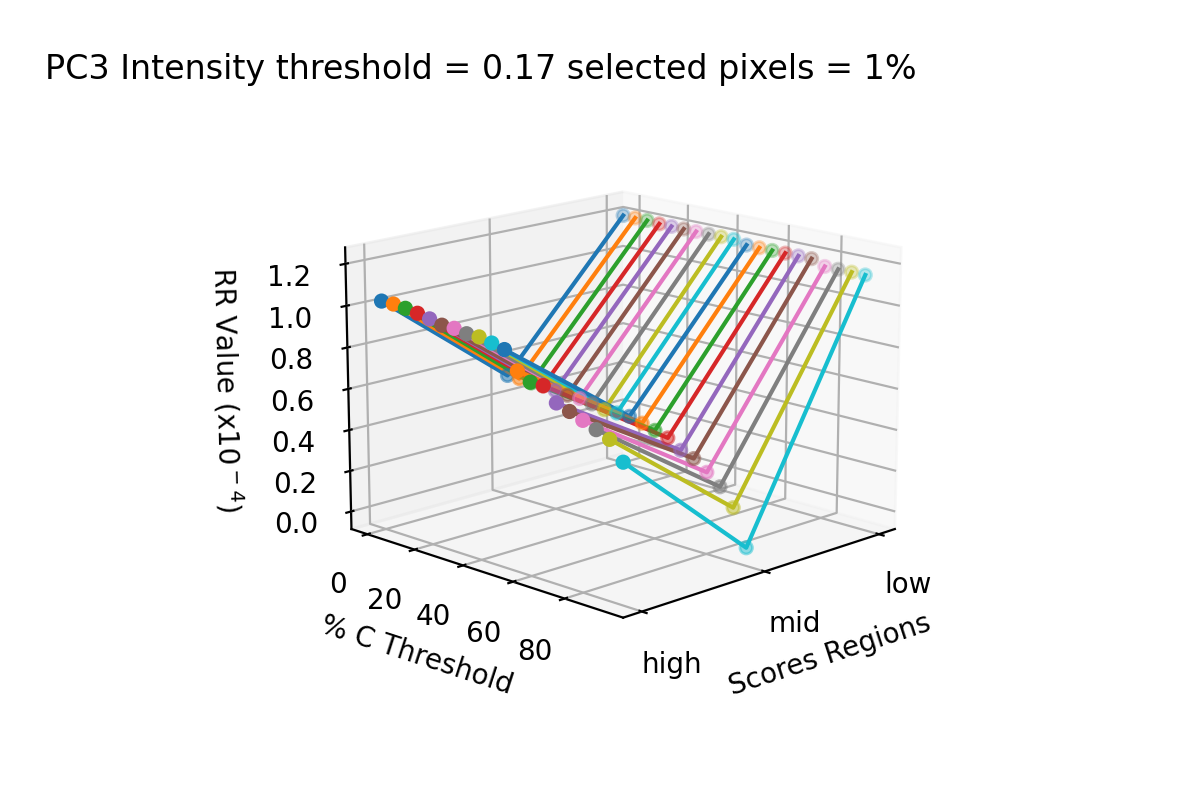 PC3 Intensity threshold = 0.17 selected pixels = 1%
RR Value (x10⁻⁴)
1.2
1.0
0.8
0.6
0.4
0.2
0.0
0
20
40
60
80
% C Threshold
high
mid
low
Scores Regions